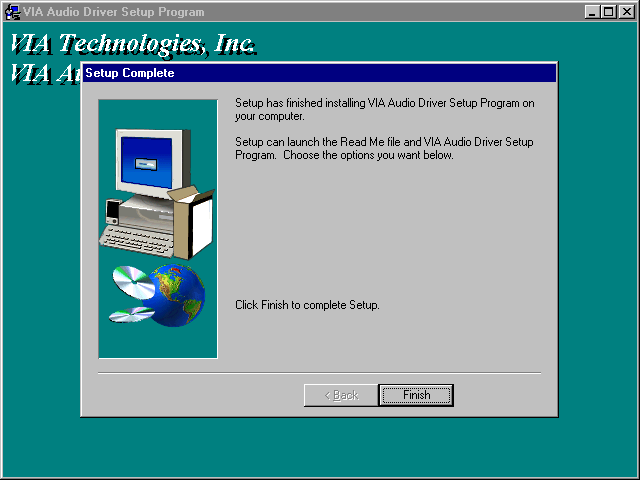 VIA Audio Driver Setup Program
VIA Technologies, Inc.
VIA Au
Setup Complete
Setup has finished installing VIA Audio Driver Setup Program on
your computer.
Setup can launch the Read Me file and VIA Audio Driver Setup
Program. Choose the options you want below.
Click Finish to complete Setup.
< Back
Finish